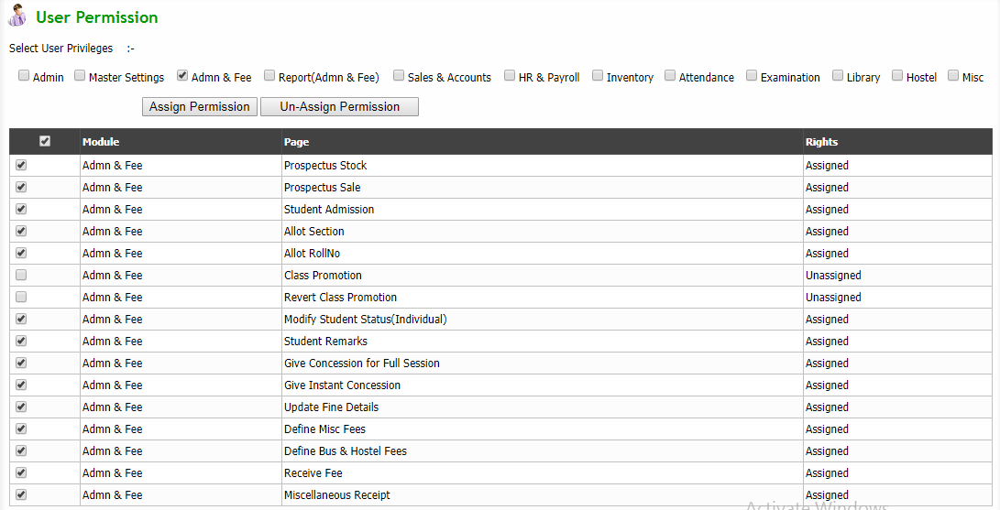 User Permission
Select User Privileges :-
Admin Master Settings Admn & Fee Report(Admn & Fee) Sales & Accounts HR & Payroll Inventory Attendance Examination Library Hostel Misc
Assign Permission Un-Assign Permission
Module Page Rights
Admn & Fee Prospectus Stock Assigned
Admn & Fee Prospectus Sale Assigned
Admn & Fee Student Admission Assigned
Admn & Fee Allot Section Assigned
Admn & Fee Allot RollNo Assigned
Admn & Fee Class Promotion Unassigned
Admn & Fee Revert Class Promotion Unassigned
Admn & Fee Modify Student Status(Individual) Assigned
Admn & Fee Student Remarks Assigned
Admn & Fee Give Concession for Full Session Assigned
Admn & Fee Give Instant Concession Assigned
Admn & Fee Update Fine Details Assigned
Admn & Fee Define Misc Fees Assigned
Admn & Fee Define Bus & Hostel Fees Assigned
Admn & Fee Receive Fee Assigned
Admn & Fee Miscellaneous Receipt Assigned
Activate Windows